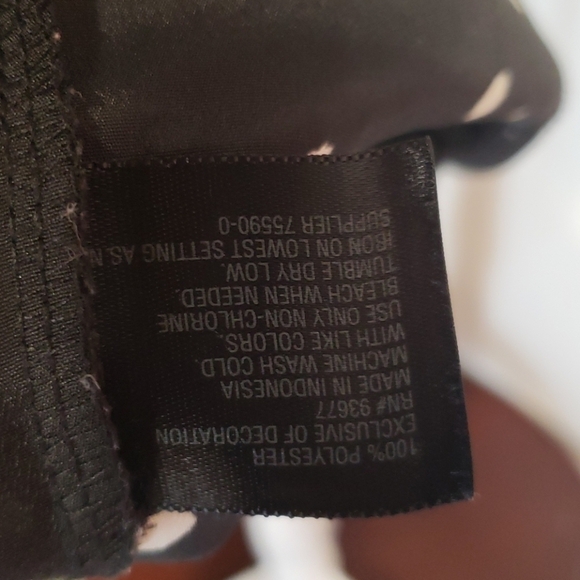 100% POLYESTER
EXCLUSIVE OF DECORATION
RN# 93677
MADE IN INDONESIA
MACHINE WASH COLD.
WITH LIKE COLORS.
USE ONLY NON-CHLORINE
BLEACH WHEN NEEDED.
TUMBLE DRY LOW.
IRON ON LOWEST SETTING AS N
SUPPLIER 75590-0